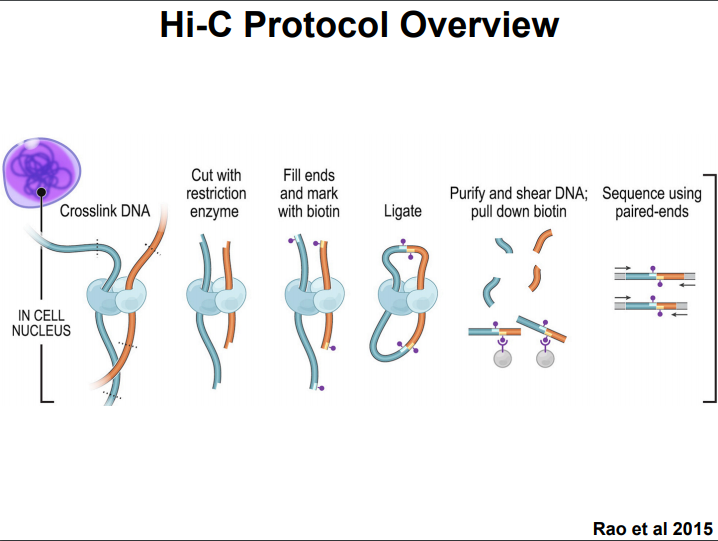 Hi-C Protocol Overview
Crosslink DNA
Cut with
restriction
enzyme
Fill ends
and mark
with biotin
Ligate
Purify and shear DNA;
pull down biotin
Sequence using
paired-ends
IN CELL
NUCLEUS
Rao et al 2015